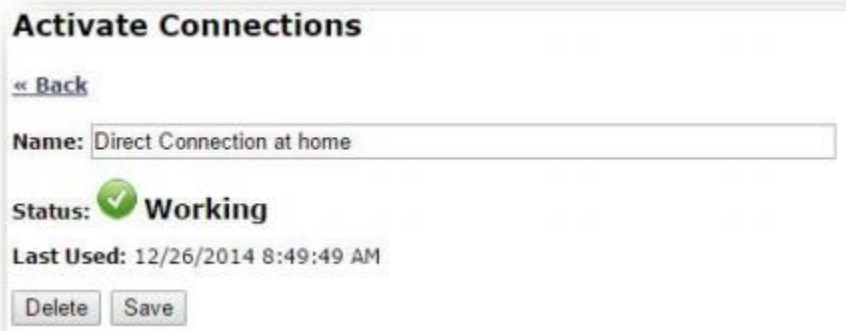 Activate Connections
« Back
Name: Direct Connection at home
Status: Working
Last Used: 12/26/2014 8:49:49 AM
Delete Save